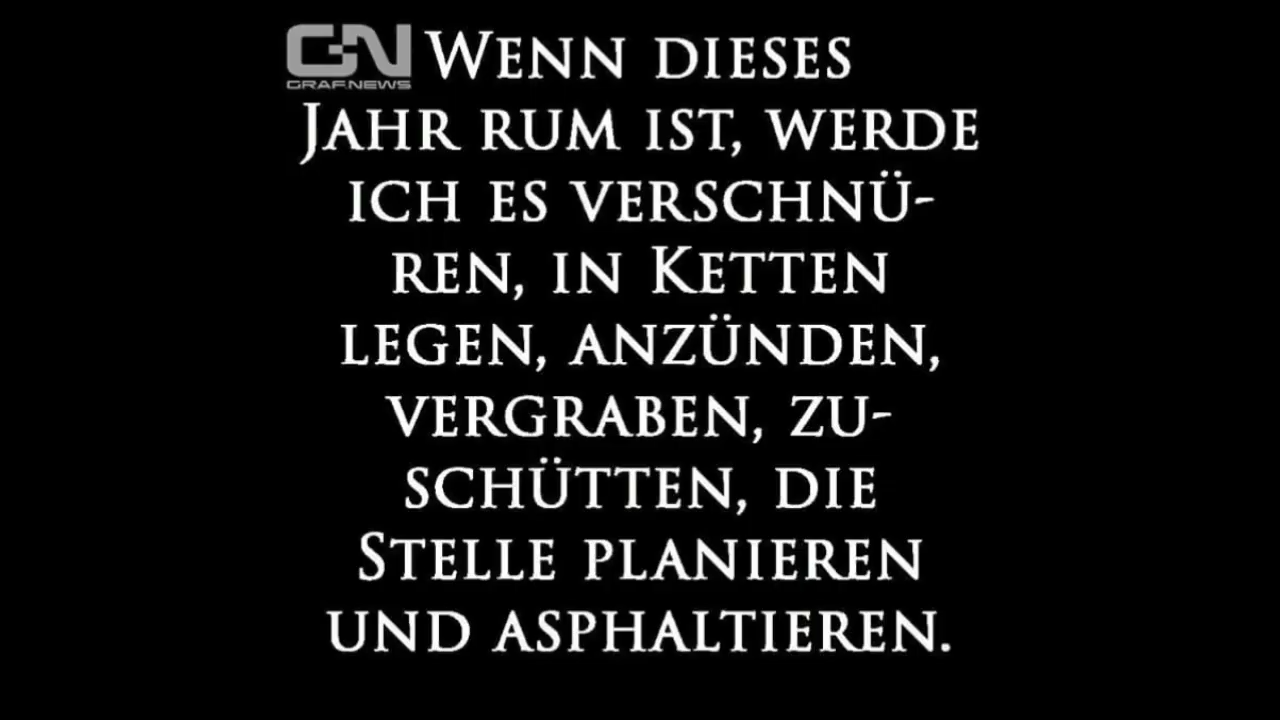 GN
GRAF.NEWS
Wenn dieses
Jahr rum ist, werde
ich es verschnü-
ren, in Ketten
legen, anzünden,
vergraben, zu-
schütten, die
Stelle planieren
und asphaltieren.